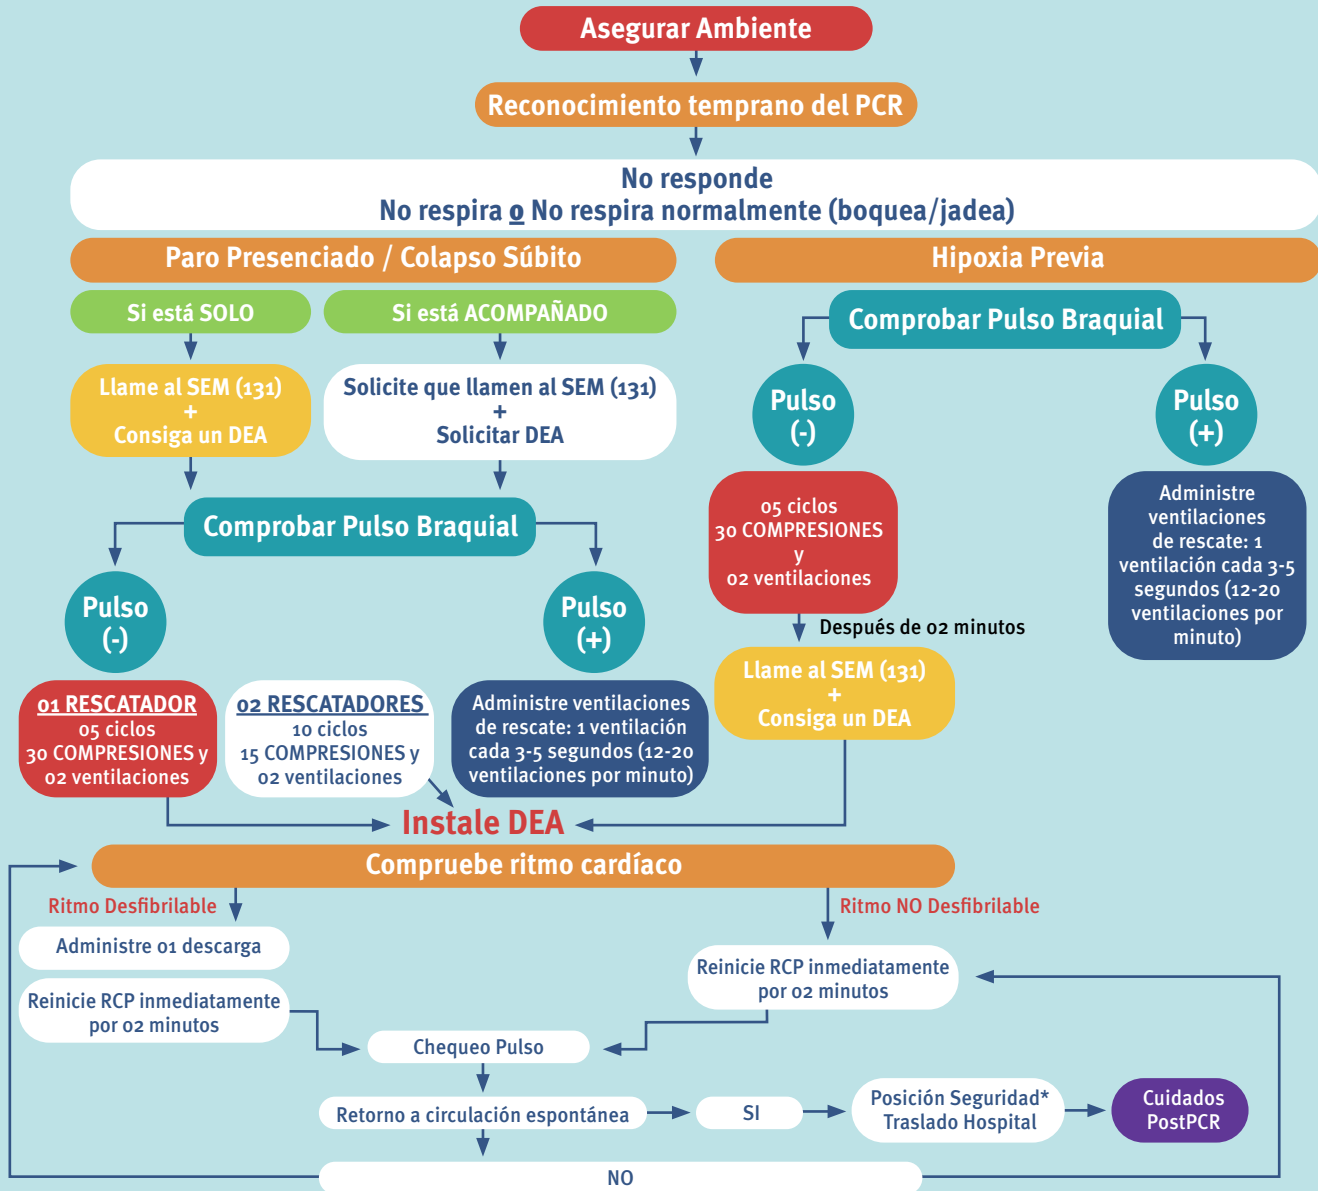 Asegurar Ambiente
Reconocimiento temprano del PCR
No responde
No respira o No respira normalmente (boquea/jadea)
Paro Presenciado / Colapso Súbito
Si está SOLO
Llame al SEM (131)
+
Consiga un DEA
Si está ACOMPAÑADO
Solicite que llamen al SEM (131)
+
Solicitar DEA
Comprobar Pulso Braquial
Pulso
(-)
01 RESCATADOR
05 ciclos
30 COMPRESIONES y
02 ventilaciones
02 RESCATADORES
10 ciclos
15 COMPRESIONES y
02 ventilaciones
Pulso
(+)
Administre ventilaciones
de rescate: 1 ventilación
cada 3-5 segundos (12-20
ventilaciones por minuto)
Hipoxia Previa
Comprobar Pulso Braquial
Pulso
(-)
05 ciclos
30 COMPRESIONES
y
02 ventilaciones
Después de 02 minutos
Llame al SEM (131)
+
Consiga un DEA
Pulso
(+)
Administre
ventilaciones
de rescate: 1
ventilación cada 3-5
segundos (12-20
ventilaciones por
minuto)
Instale DEA
Compruebe ritmo cardíaco
Ritmo Desfibrilable
Administre 01 descarga
Reinicie RCP inmediatamente
por 02 minutos
Ritmo NO Desfibrilable
Reinicie RCP inmediatamente
por 02 minutos
Chequeo Pulso
Retorno a circulación espontánea
SI
Posición Seguridad*
Traslado Hospital
Cuidados
PostPCR
NO